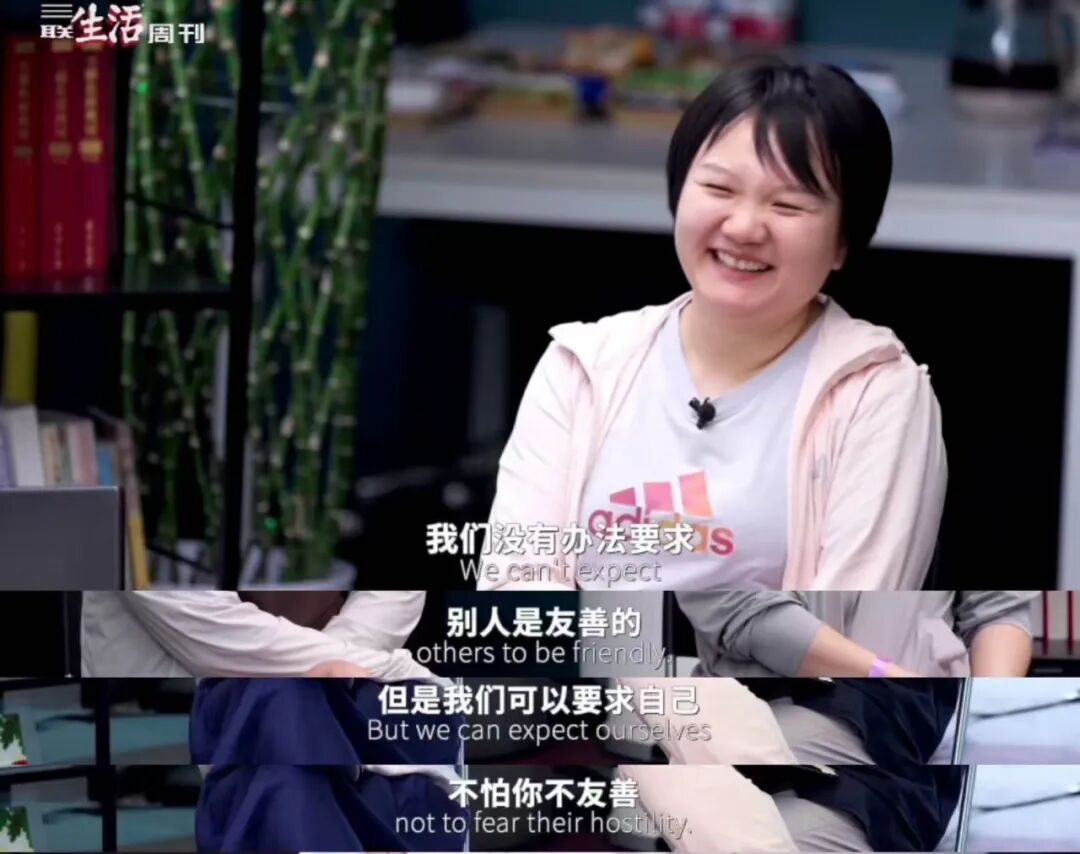 三联生活周刊
adidas
我们没有办法要求
We can't expect
别人是友善的
others to be friendly.
但是我们可以要求自己
But we can expect ourselves
不怕你不友善
not to fear their hostility.